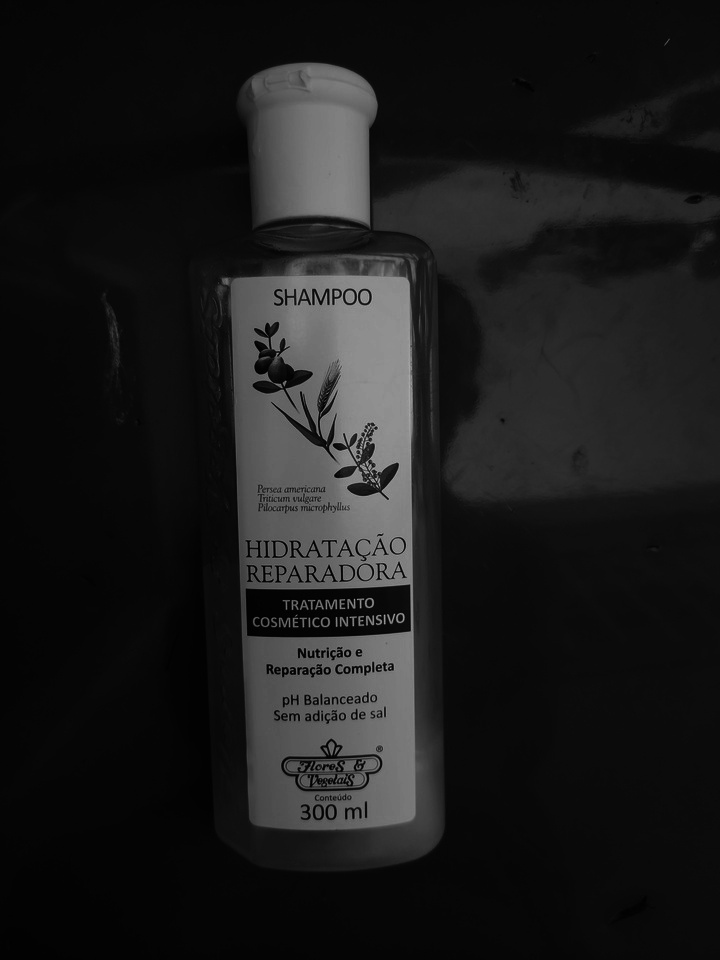 SHAMPOO
Persea americana
Triticum vulgare
Pilocarpus microphyllus
HIDRATAÇÃO
REPARADORA
TRATAMENTO
COSMÉTICO INTENSIVO
Nutrição e
Reparação Completa
pH Balanceado
Sem adição de sal
Flores &
Vegetais
®
Conteúdo
300 ml